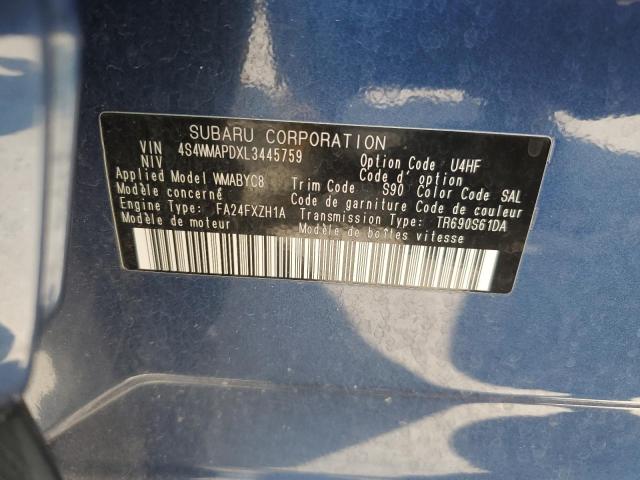 SUBARU CORPORATION
VIN 4S4WMAPDXL3445759 Option Code U4HF
NIV Code d' option
Applied Model WMABYC8 Trim Code S90 Color Code SAL
Modèle concerné Code de garniture Code de couleur
Engine Type: FA24FXZH1A Transmission Type: TR690S61DA
Modèle de moteur Modèle de boîtes vitesse